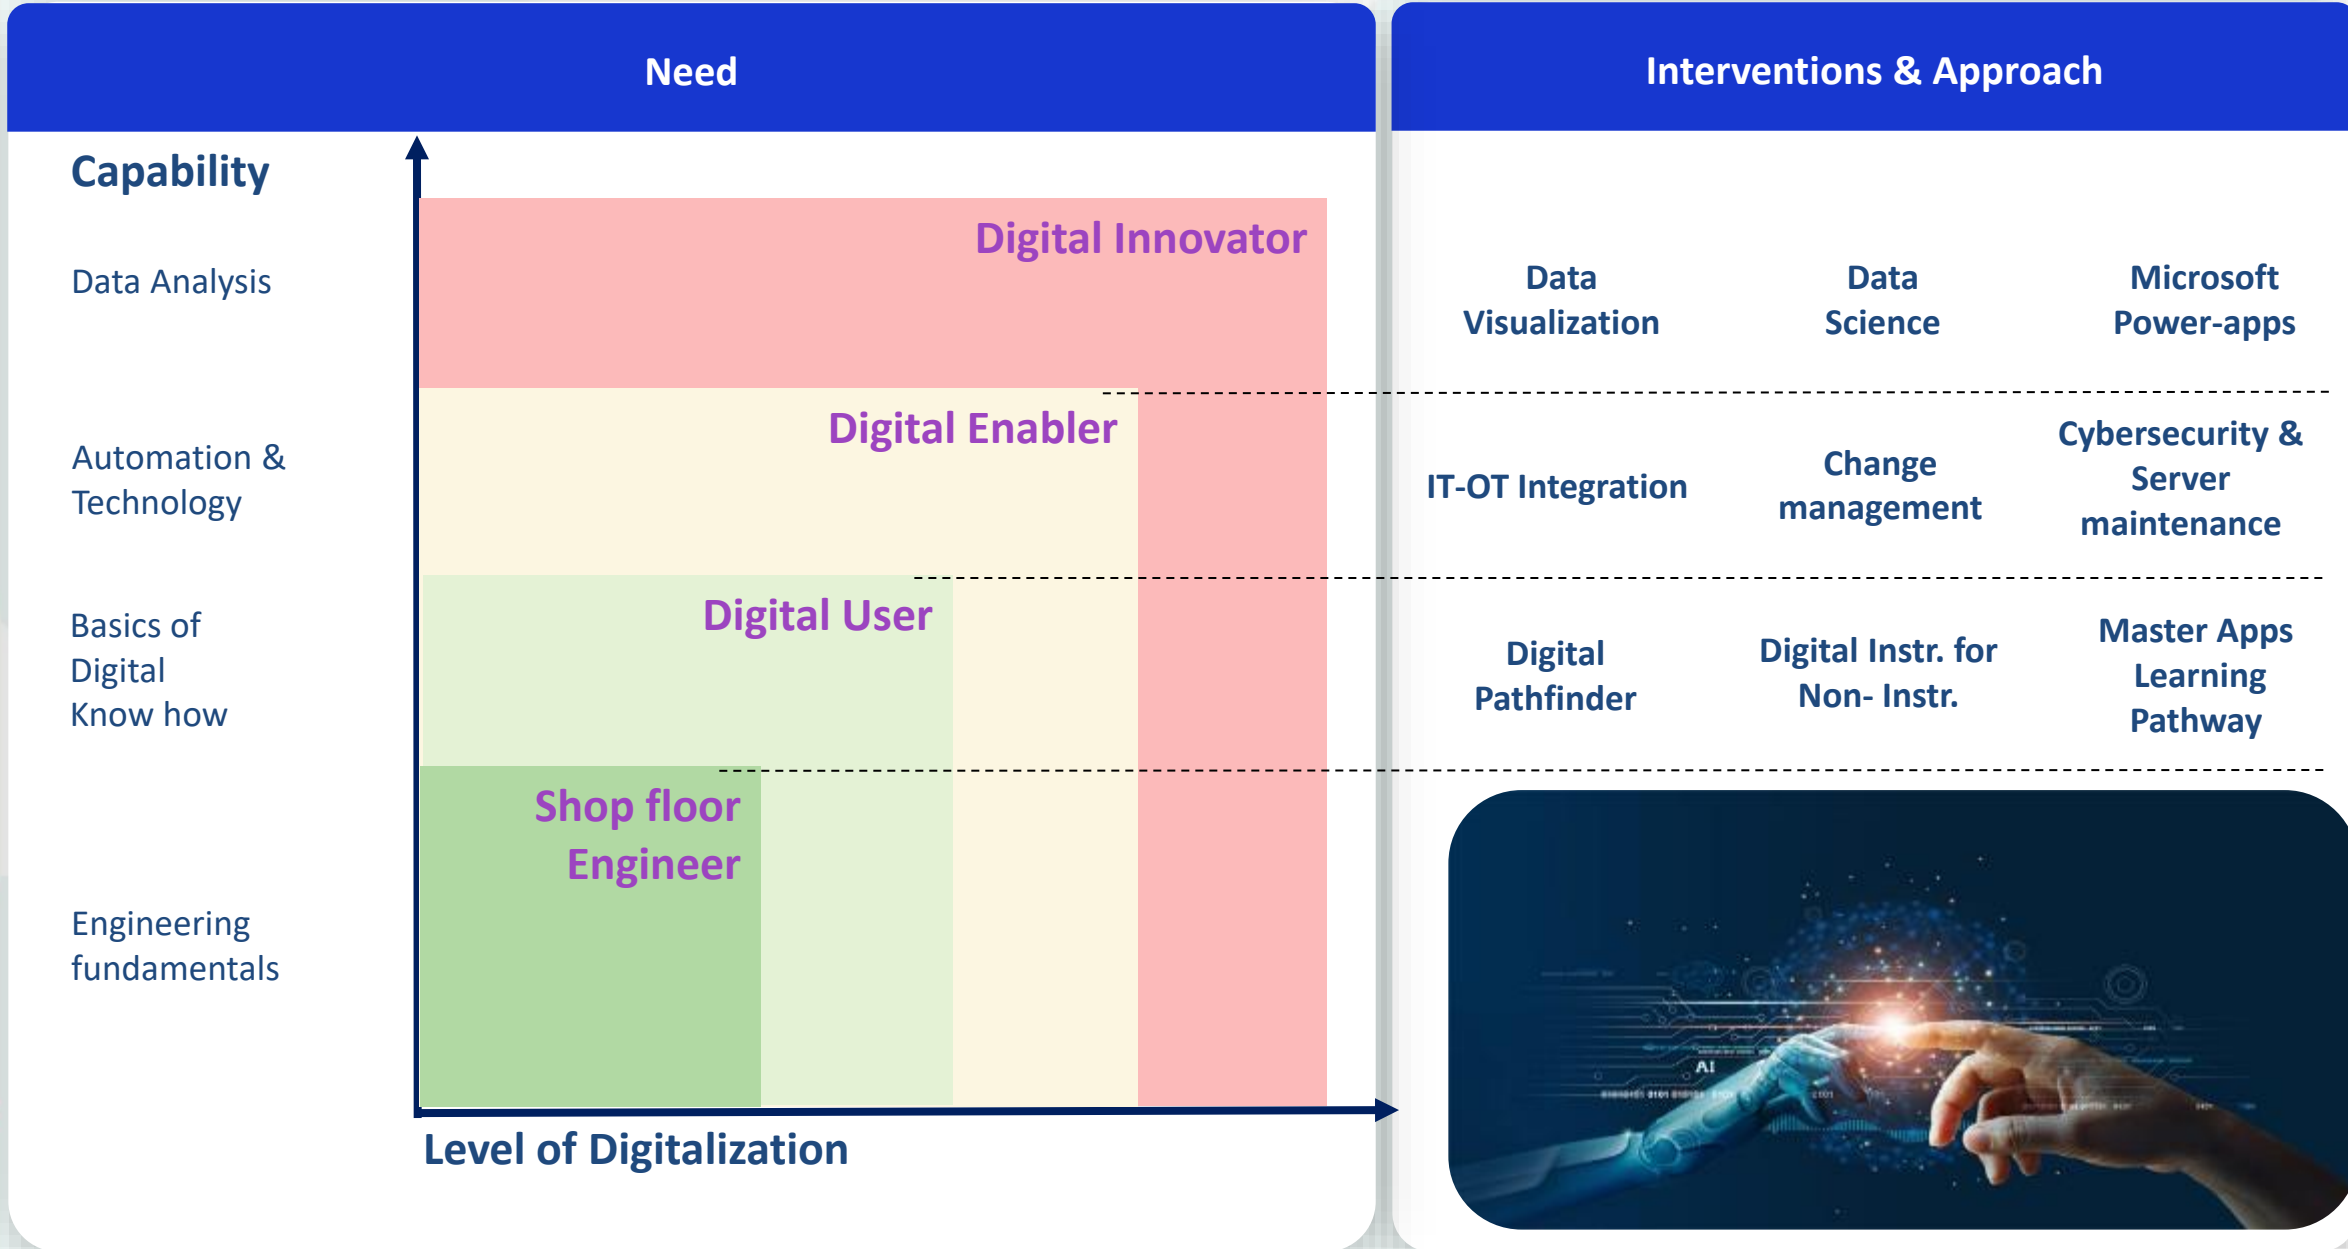 Need
Interventions & Approach
Capability
Data Analysis
Automation &
Technology
Basics of
Digital
Know how
Engineering
fundamentals
Digital Innovator
Digital Enabler
Digital User
Shop floor
Engineer
Level of Digitalization
Data
Visualization
Data
Science
Microsoft
Power-apps
IT-OT Integration
Change
management
Cybersecurity &
Server
maintenance
Digital
Pathfinder
Digital Instr. for
Non- Instr.
Master Apps
Learning
Pathway
AI